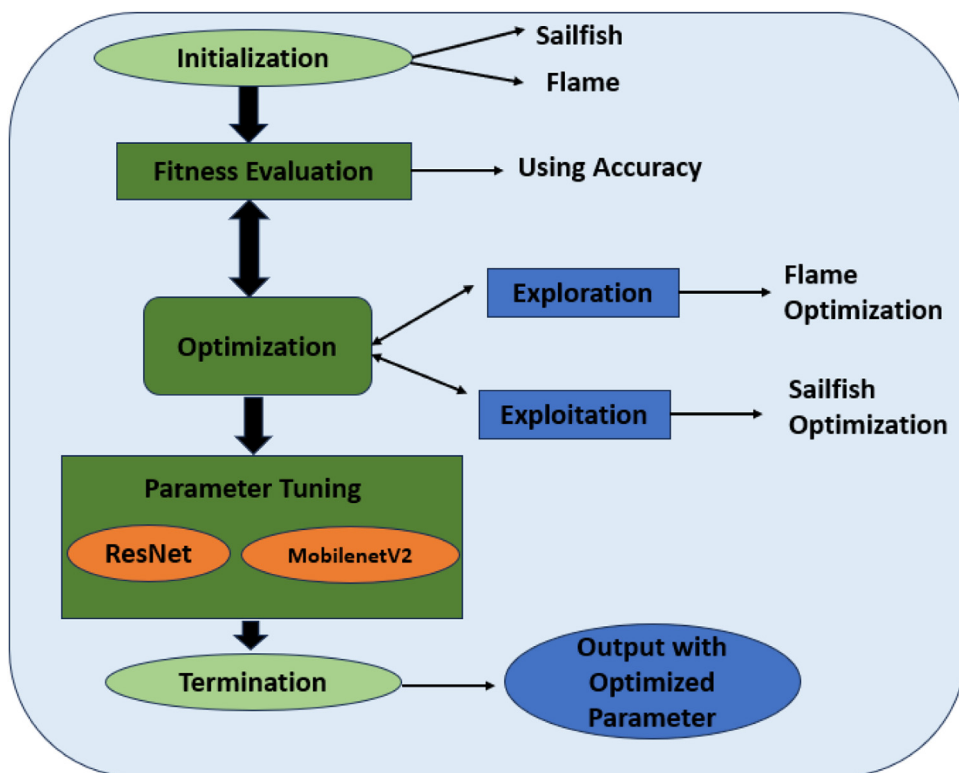 Initialization
Sailfish
Flame
Fitness Evaluation
Using Accuracy
Optimization
Exploration
Flame
Optimization
Exploitation
Sailfish
Optimization
Parameter Tuning
ResNet
MobilenetV2
Termination
Output with
Optimized
Parameter